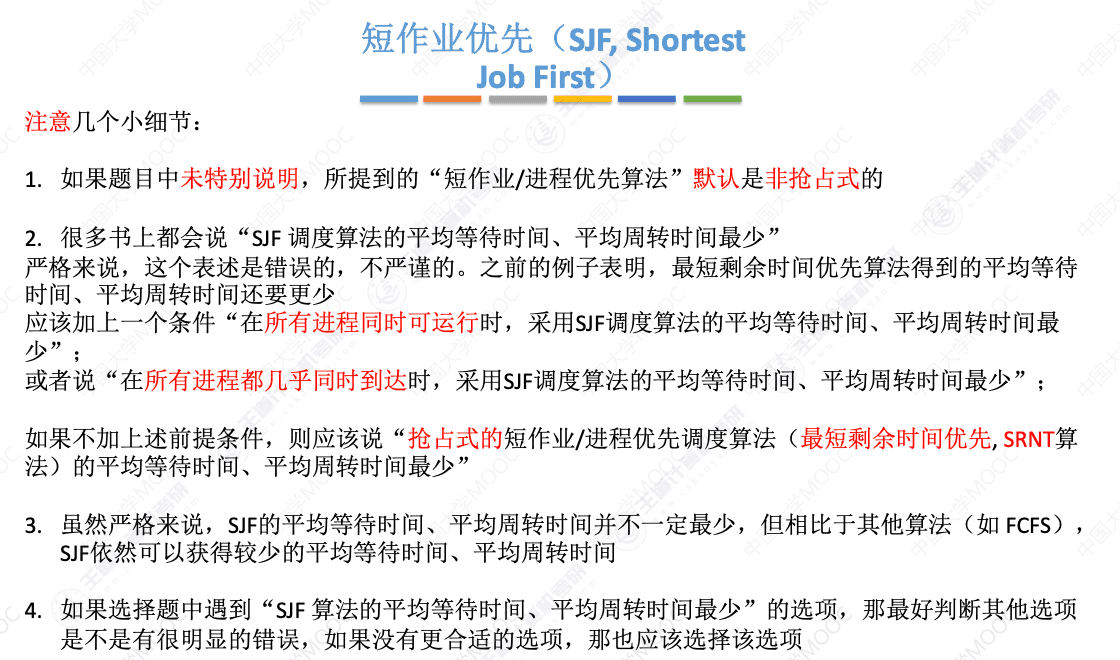 短作业优先（SJF, Shortest
Job First）
注意几个小细节：
1. 如果题目中未特别说明，所提到的“短作业/进程优先算法”默认是非抢占式的
2. 很多书上都会说“SJF 调度算法的平均等待时间、平均周转时间最少”
严格来说，这个表述是错误的，不严谨的。之前的例子表明，最短剩余时间优先算法得到的平均等待
时间、平均周转时间还要更少
应该加上一个条件“在所有进程同时可运行时，采用SJF调度算法的平均等待时间、平均周转时间最
少”；
或者说“在所有进程都几乎同时到达时，采用SJF调度算法的平均等待时间、平均周转时间最少”；
如果不加上述前提条件，则应该说“抢占式的短作业/进程优先调度算法（最短剩余时间优先, SRNT算
法）的平均等待时间、平均周转时间最少”
3. 虽然严格来说，SJF的平均等待时间、平均周转时间并不一定最少，但相比于其他算法（如 FCFS），
SJF依然可以获得较少的平均等待时间、平均周转时间
4. 如果选择题中遇到“SJF 算法的平均等待时间、平均周转时间最少”的选项，那最好判断其他选项
是不是有很明显的错误，如果没有更合适的选项，那也应该选择该选项
中国大学MOOC
王道计算机考研